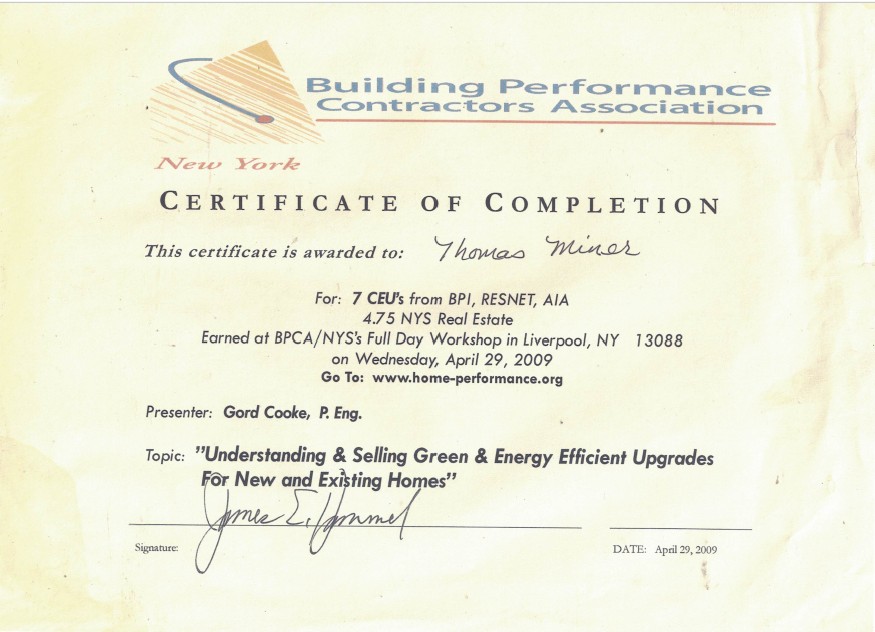 Building Performance
Contractors Association
New York
CERTIFICATE OF COMPLETION
This certificate is awarded to: Thomas Miner
For: 7 CEU's from BPI, RESNET, AIA
4.75 NYS Real Estate
Earned at BPCA/NYS's Full Day Workshop in Liverpool, NY 13088
on Wednesday, April 29, 2009
Go To: www.home-performance.org
Presenter: Gord Cooke, P. Eng.
Topic: "Understanding & Selling Green & Energy Efficient Upgrades
For New and Existing Homes"
James E. Hammel
Signature:
DATE: April 29, 2009